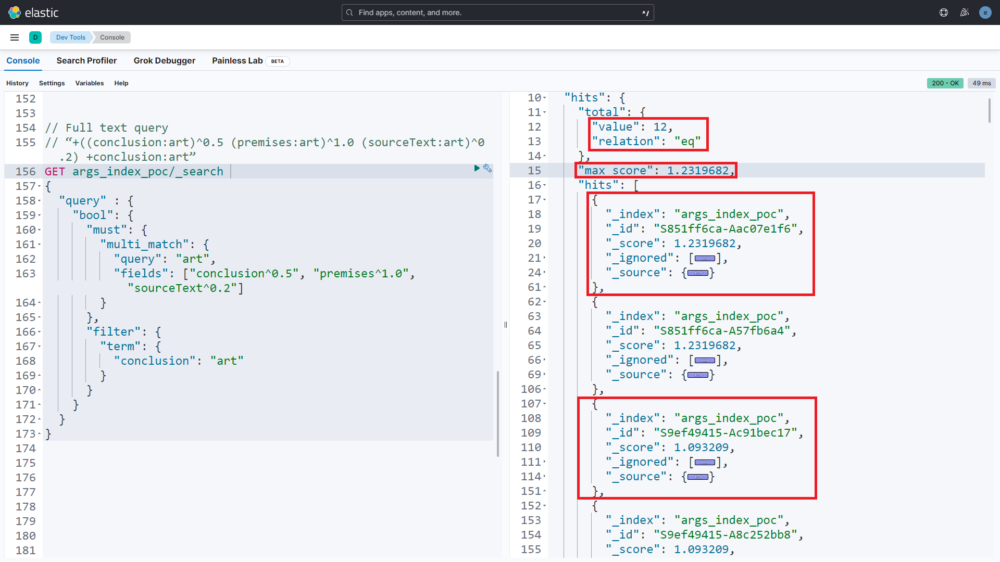 elastic
Find apps, content, and more.
^/
e
D
Dev Tools
Console
Console
Search Profiler
Grok Debugger
Painless Lab
BETA
History
Settings
Variables
Help
200 - OK
49 ms
152
153
154 // Full text query
155 // “+((conclusion:art)^0.5 (premises:art)^1.0 (sourceText:art)^0
.2) +conclusion:art”
156 GET args_index_poc/_search
157 {
158 "query" : {
159 "bool": {
160 "must": {
161 "multi_match": {
162 "query": "art",
163 "fields": ["conclusion^0.5", "premises^1.0",
"sourceText^0.2"]
164 }
165 },
166 "filter": {
167 "term": {
168 "conclusion": "art"
169 }
170 }
171 }
172 }
173 }
174
175
176
177
178
179
180
181
10 "hits": {
11 "total": {
12 "value": 12,
13 "relation": "eq"
14 },
15 "max_score": 1.2319682,
16 "hits": [
17 {
18 "_index": "args_index_poc",
19 "_id": "S851ff6ca-Aac07e1f6",
20 "_score": 1.2319682,
21 "_ignored": [],
24 "_source": {}
61 },
62 {
63 "_index": "args_index_poc",
64 "_id": "S851ff6ca-A57fb6a4",
65 "_score": 1.2319682,
66 "_ignored": [],
69 "_source": {}
106 },
107 {
108 "_index": "args_index_poc",
109 "_id": "S9ef49415-Ac91bec17",
110 "_score": 1.093209,
111 "_ignored": [],
114 "_source": {}
151 },
152 {
153 "_index": "args_index_poc",
154 "_id": "S9ef49415-A8c252bb8",
155 "_score": 1.093209,